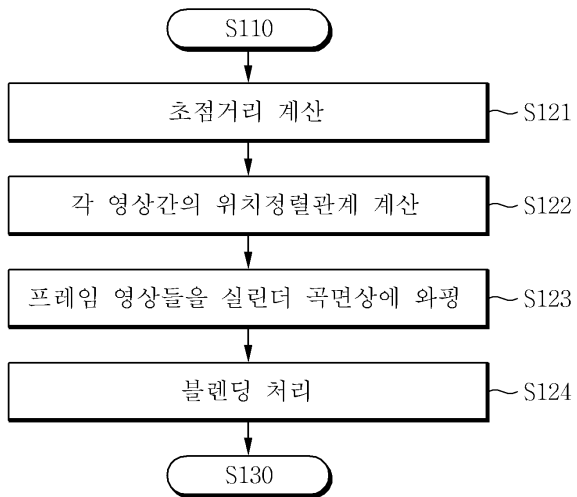 S110
초점거리 계산
S121
각 영상간의 위치정렬관계 계산
S122
프레임 영상들을 실린더 곡면상에 와핑
S123
블렌딩 처리
S124
S130